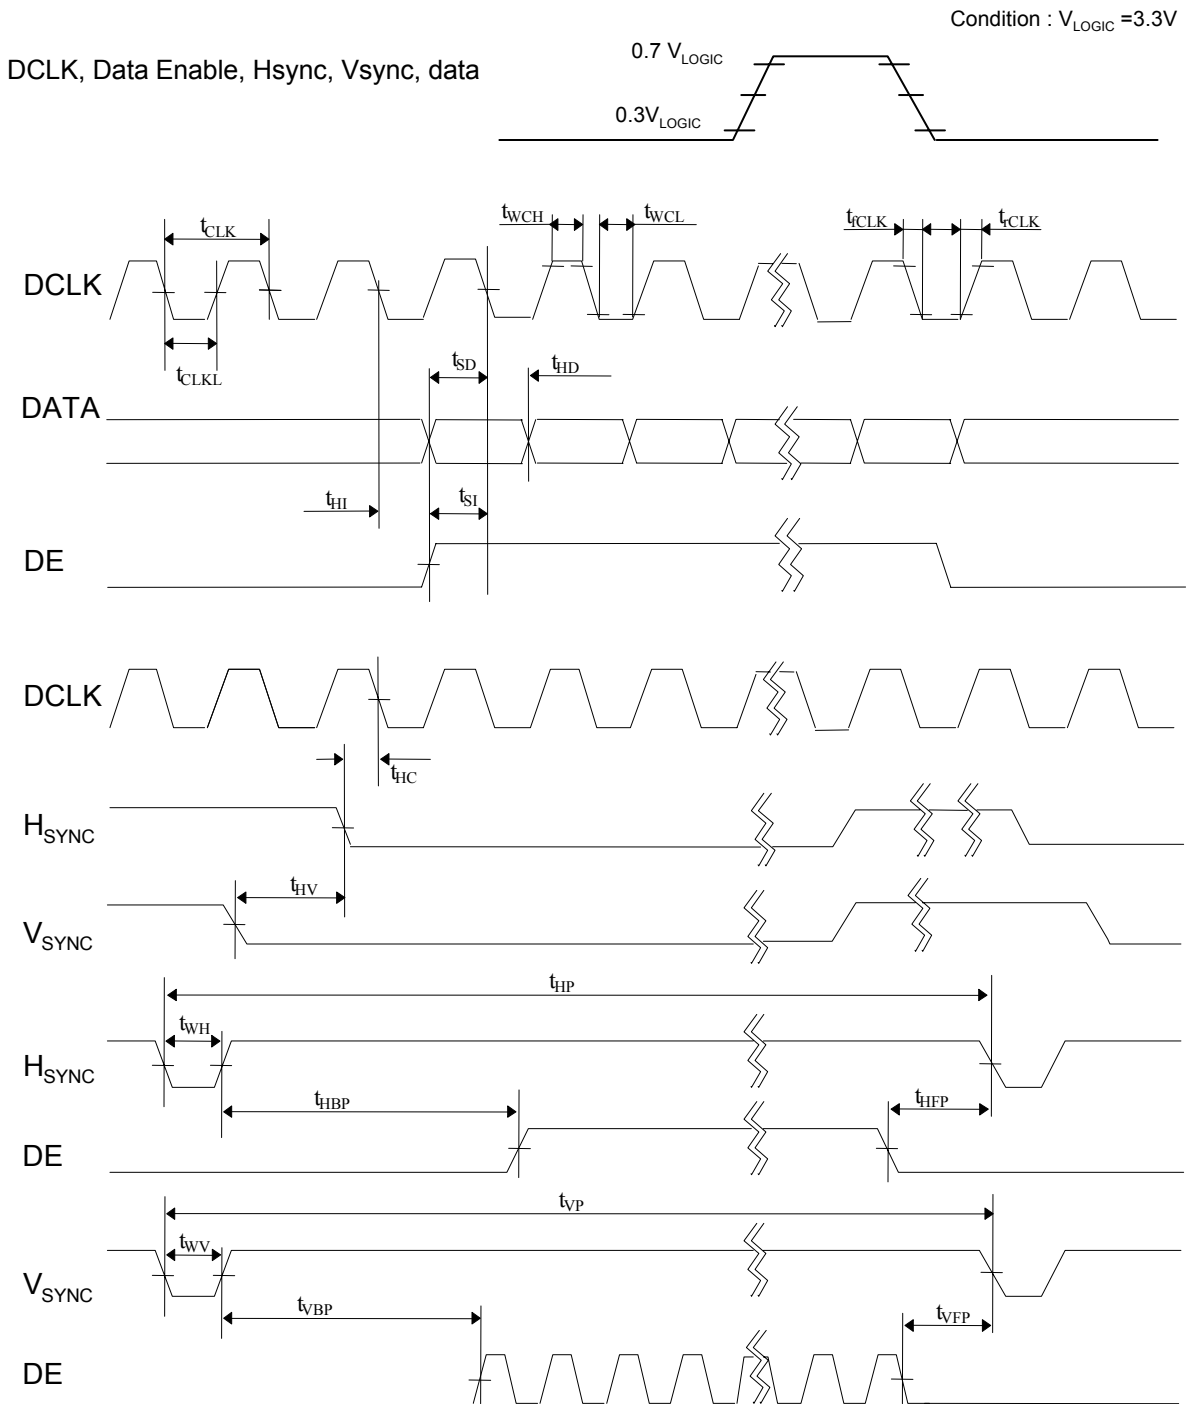 Condition : VLOGIC =3.3V
DCLK, Data Enable, Hsync, Vsync, data
0.7 VLOGIC
0.3VLOGIC
tCLK
tWCH
tWCL
tfCLK
trCLK
DCLK
tCLKL
tSD
tHD
DATA
tHI
tSI
DE
DCLK
tHC
HSYNC
tHV
VSYNC
tHP
tWH
HSYNC
tHBP
tHFP
DE
tVP
tWV
VSYNC
tVBP
tVFP
DE